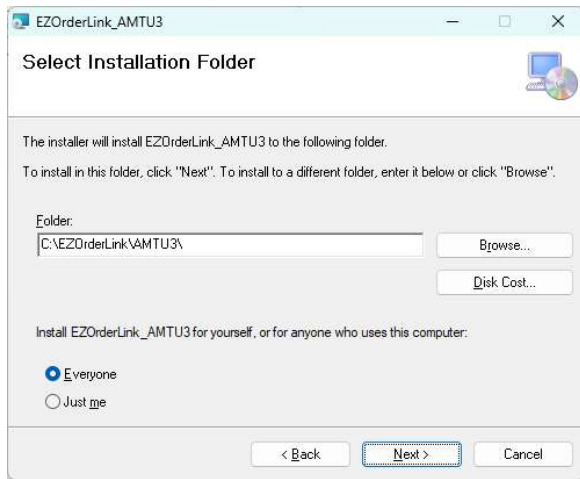 EZOrderLink_AMTU3
Select Installation Folder
The installer will install EZOrderLink_AMTU3 to the following folder.
To install in this folder, click "Next". To install to a different folder, enter it below or click "Browse".
Folder:
C:\EZOrderLink\AMTU3\
Browse...
Disk Cost...
Install EZOrderLink_AMTU3 for yourself, or for anyone who uses this computer:
Everyone
Just me
< Back
Next >
Cancel